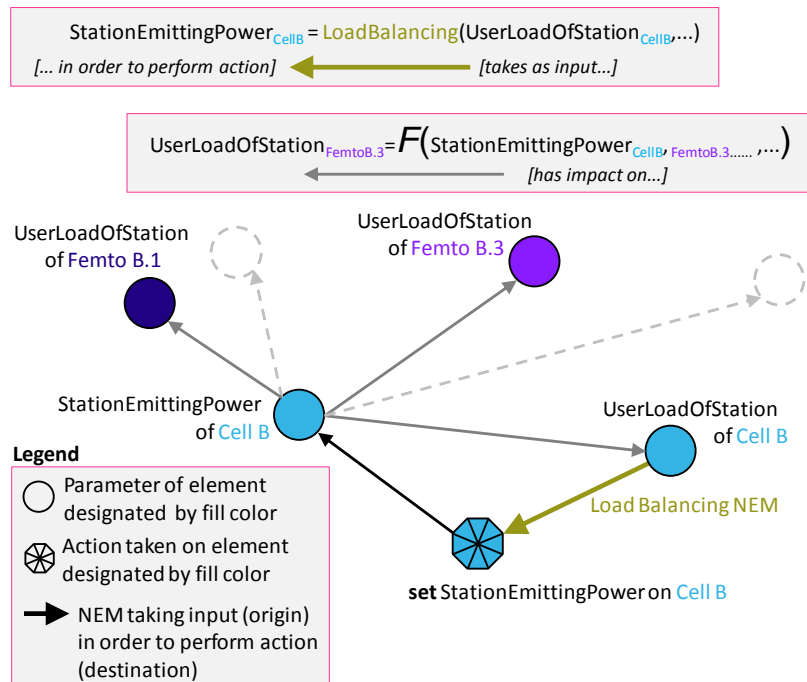 StationEmittingPowerCellB = LoadBalancing(UserLoadOfStationCellB,...)
[... in order to perform action] [takes as input...]
UserLoadOfStationFemtoB.3=F(StationEmittingPowerCellB, FemtoB.3...... ,...)
[has impact on...]
UserLoadOfStation
of Femto B.1
UserLoadOfStation
of Femto B.3
StationEmittingPower
of Cell B
UserLoadOfStation
of Cell B
Load Balancing NEM
set StationEmittingPower on Cell B
Legend
Parameter of element
designated by fill color
Action taken on element
designated by fill color
NEM taking input (origin)
in order to perform action
(destination)